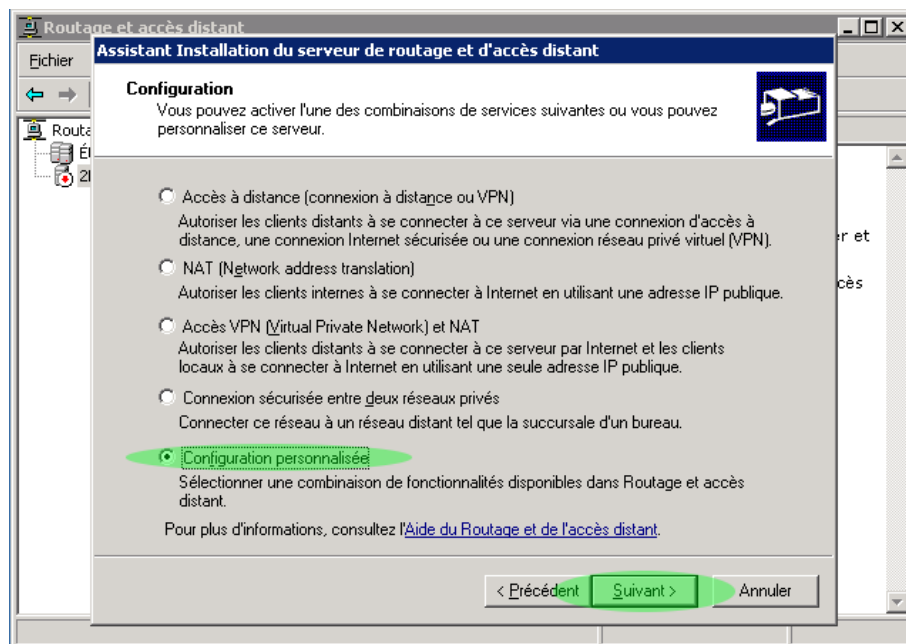 Routage et accès distant
Assistant Installation du serveur de routage et d'accès distant
Fichier
Configuration
Vous pouvez activer l'une des combinaisons de services suivantes ou vous pouvez
personnaliser ce serveur.
Accès à distance (connexion à distance ou VPN)
Autoriser les clients distants à se connecter à ce serveur via une connexion d'accès à
distance, une connexion Internet sécurisée ou une connexion réseau privé virtuel (VPN).
NAT (Network address translation)
Autoriser les clients internes à se connecter à Internet en utilisant une adresse IP publique.
Accès VPN (Virtual Private Network) et NAT
Autoriser les clients distants à se connecter à ce serveur par Internet et les clients
locaux à se connecter à Internet en utilisant une seule adresse IP publique.
Connexion sécurisée entre deux réseaux privés
Connecter ce réseau à un réseau distant tel que la succursale d'un bureau.
Configuration personnalisée
Sélectionner une combinaison de fonctionnalités disponibles dans Routage et accès
distant.
Pour plus d'informations, consultez l'Aide du Routage et de l'accès distant.
< Précédent
Suivant >
Annuler